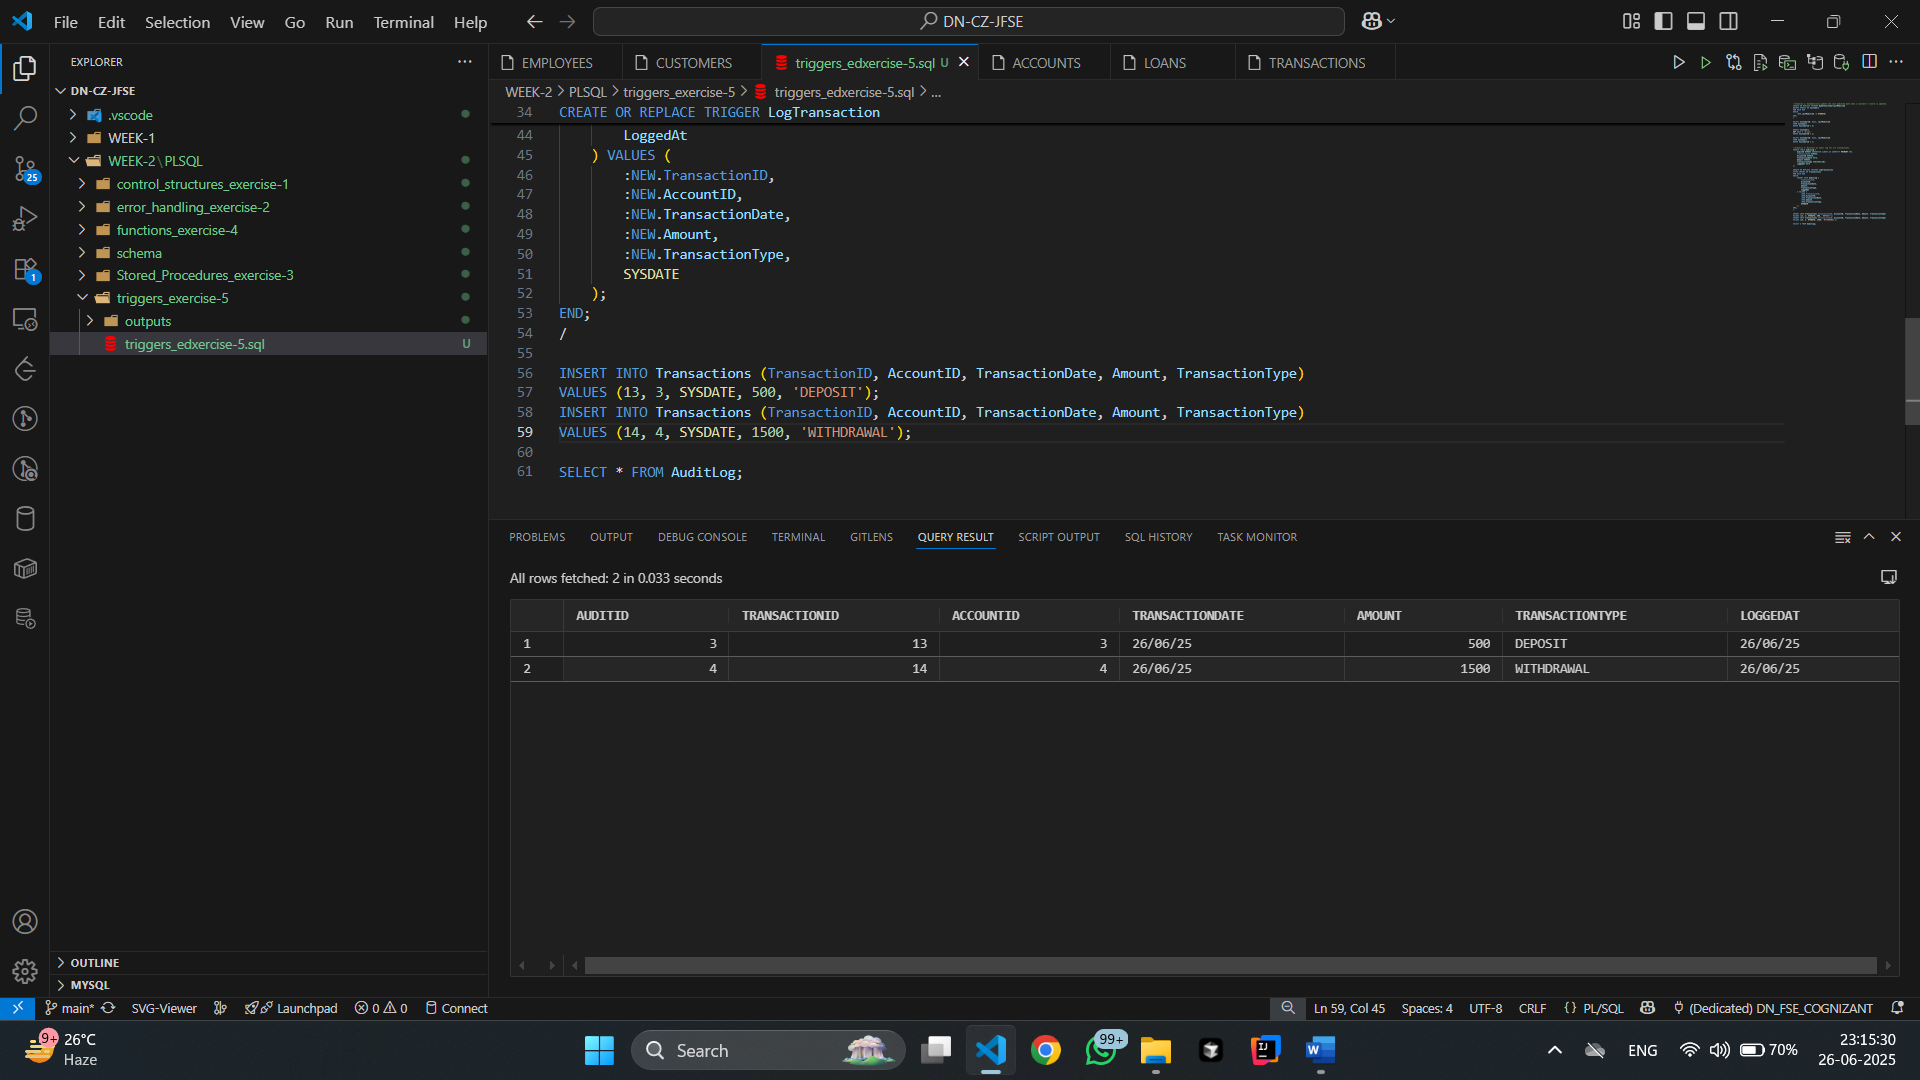 File Edit Selection View Go Run Terminal Help
DN-CZ-JFSE
EXPLORER
DN-CZ-JFSE
.vscode
WEEK-1
WEEK-2 \ PLSQL
control_structures_exercise-1
error_handling_exercise-2
functions_exercise-4
schema
Stored_Procedures_exercise-3
triggers_exercise-5
outputs
triggers_edxercise-5.sql U
25
1
OUTLINE
MYSQL
EMPLOYEES CUSTOMERS triggers_edxercise-5.sql U ACCOUNTS LOANS TRANSACTIONS
WEEK-2 > PLSQL > triggers_exercise-5 > triggers_edxercise-5.sql > ...
34 CREATE OR REPLACE TRIGGER LogTransaction
44 LoggedAt
45 ) VALUES (
46 :NEW.TransactionID,
47 :NEW.AccountID,
48 :NEW.TransactionDate,
49 :NEW.Amount,
50 :NEW.TransactionType,
51 SYSDATE
52 );
53 END;
54 /
55
56 INSERT INTO Transactions (TransactionID, AccountID, TransactionDate, Amount, TransactionType)
57 VALUES (13, 3, SYSDATE, 500, 'DEPOSIT');
58 INSERT INTO Transactions (TransactionID, AccountID, TransactionDate, Amount, TransactionType)
59 VALUES (14, 4, SYSDATE, 1500, 'WITHDRAWAL');
60
61 SELECT * FROM AuditLog;
PROBLEMS OUTPUT DEBUG CONSOLE TERMINAL GITLENS QUERY RESULT SCRIPT OUTPUT SQL HISTORY TASK MONITOR
All rows fetched: 2 in 0.033 seconds
AUDITID TRANSACTIONID ACCOUNTID TRANSACTIONDATE AMOUNT TRANSACTIONTYPE LOGGEDAT
1 3 13 3 26/06/25 500 DEPOSIT 26/06/25
2 4 14 4 26/06/25 1500 WITHDRAWAL 26/06/25
main* SVG-Viewer Launchpad 0 0 Connect
Ln 59, Col 45 Spaces: 4 UTF-8 CRLF {} PL/SQL (Dedicated) DN_FSE_COGNIZANT
9+ 26°C
Haze
Search
99+
ENG
70%
23:15:30
26-06-2025